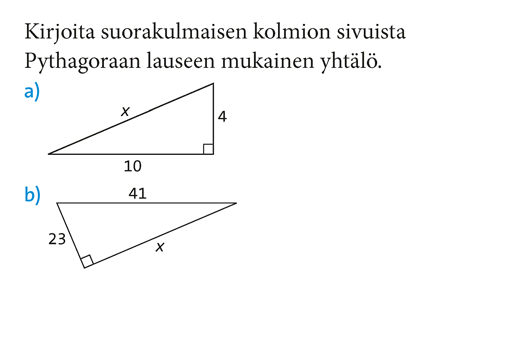 Kirjoita suorakulmaisen kolmion sivuista
Pythagoraan lauseen mukainen yhtälö.
a)
x
4
10
b)
41
23
x